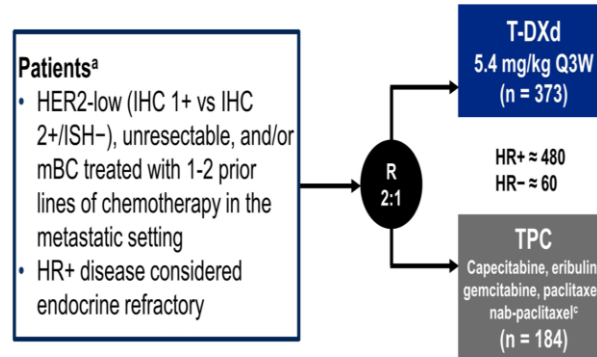 Patientsᵃ
• HER2-low (IHC 1+ vs IHC
2+/ISH−), unresectable, and/or
mBC treated with 1-2 prior
lines of chemotherapy in the
metastatic setting
• HR+ disease considered
endocrine refractory
R
2:1
T-DXd
5.4 mg/kg Q3W
(n = 373)
HR+ ≈ 480
HR− ≈ 60
TPC
Capecitabine, eribulin
gemcitabine, paclitaxe
nab-paclitaxelᶜ
(n = 184)